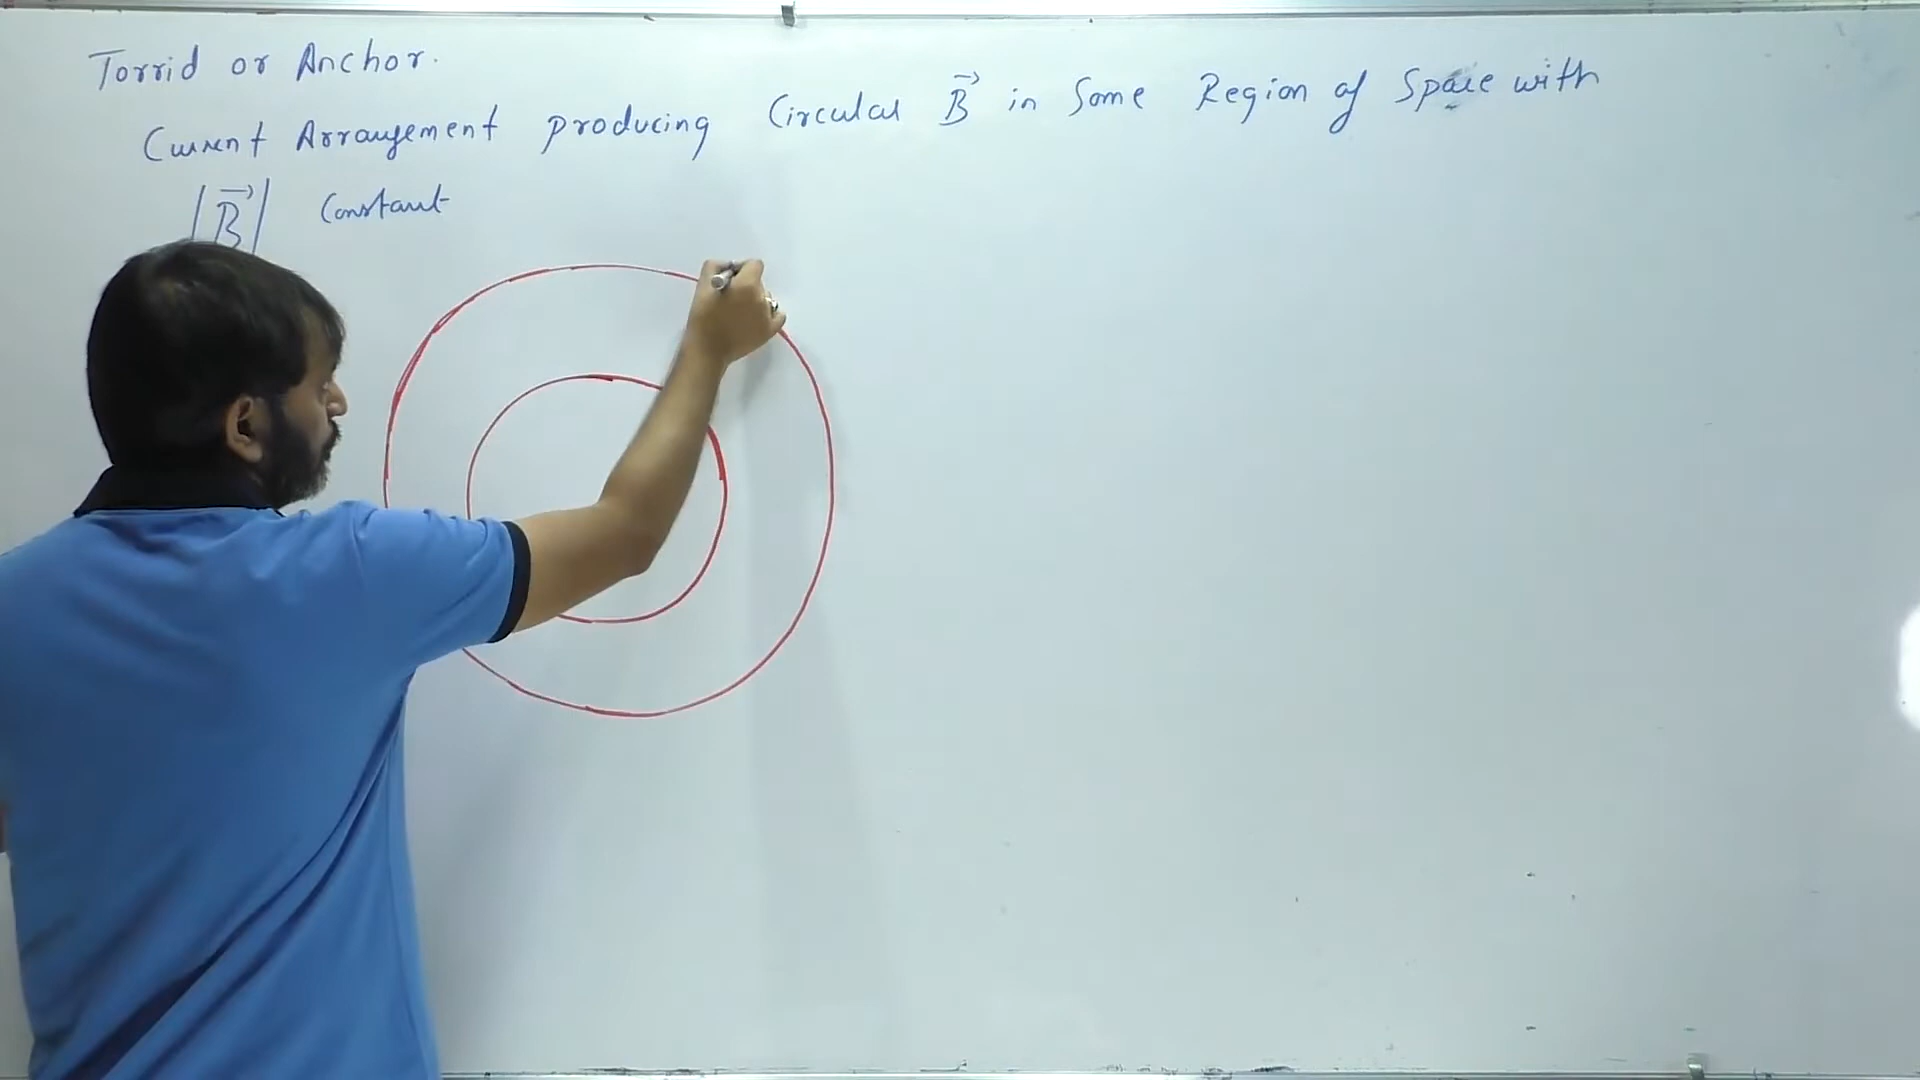 Torrid or Anchor.
Current Arrangement producing Circular B⃗ in Some Region of Space with
|B⃗| Constant